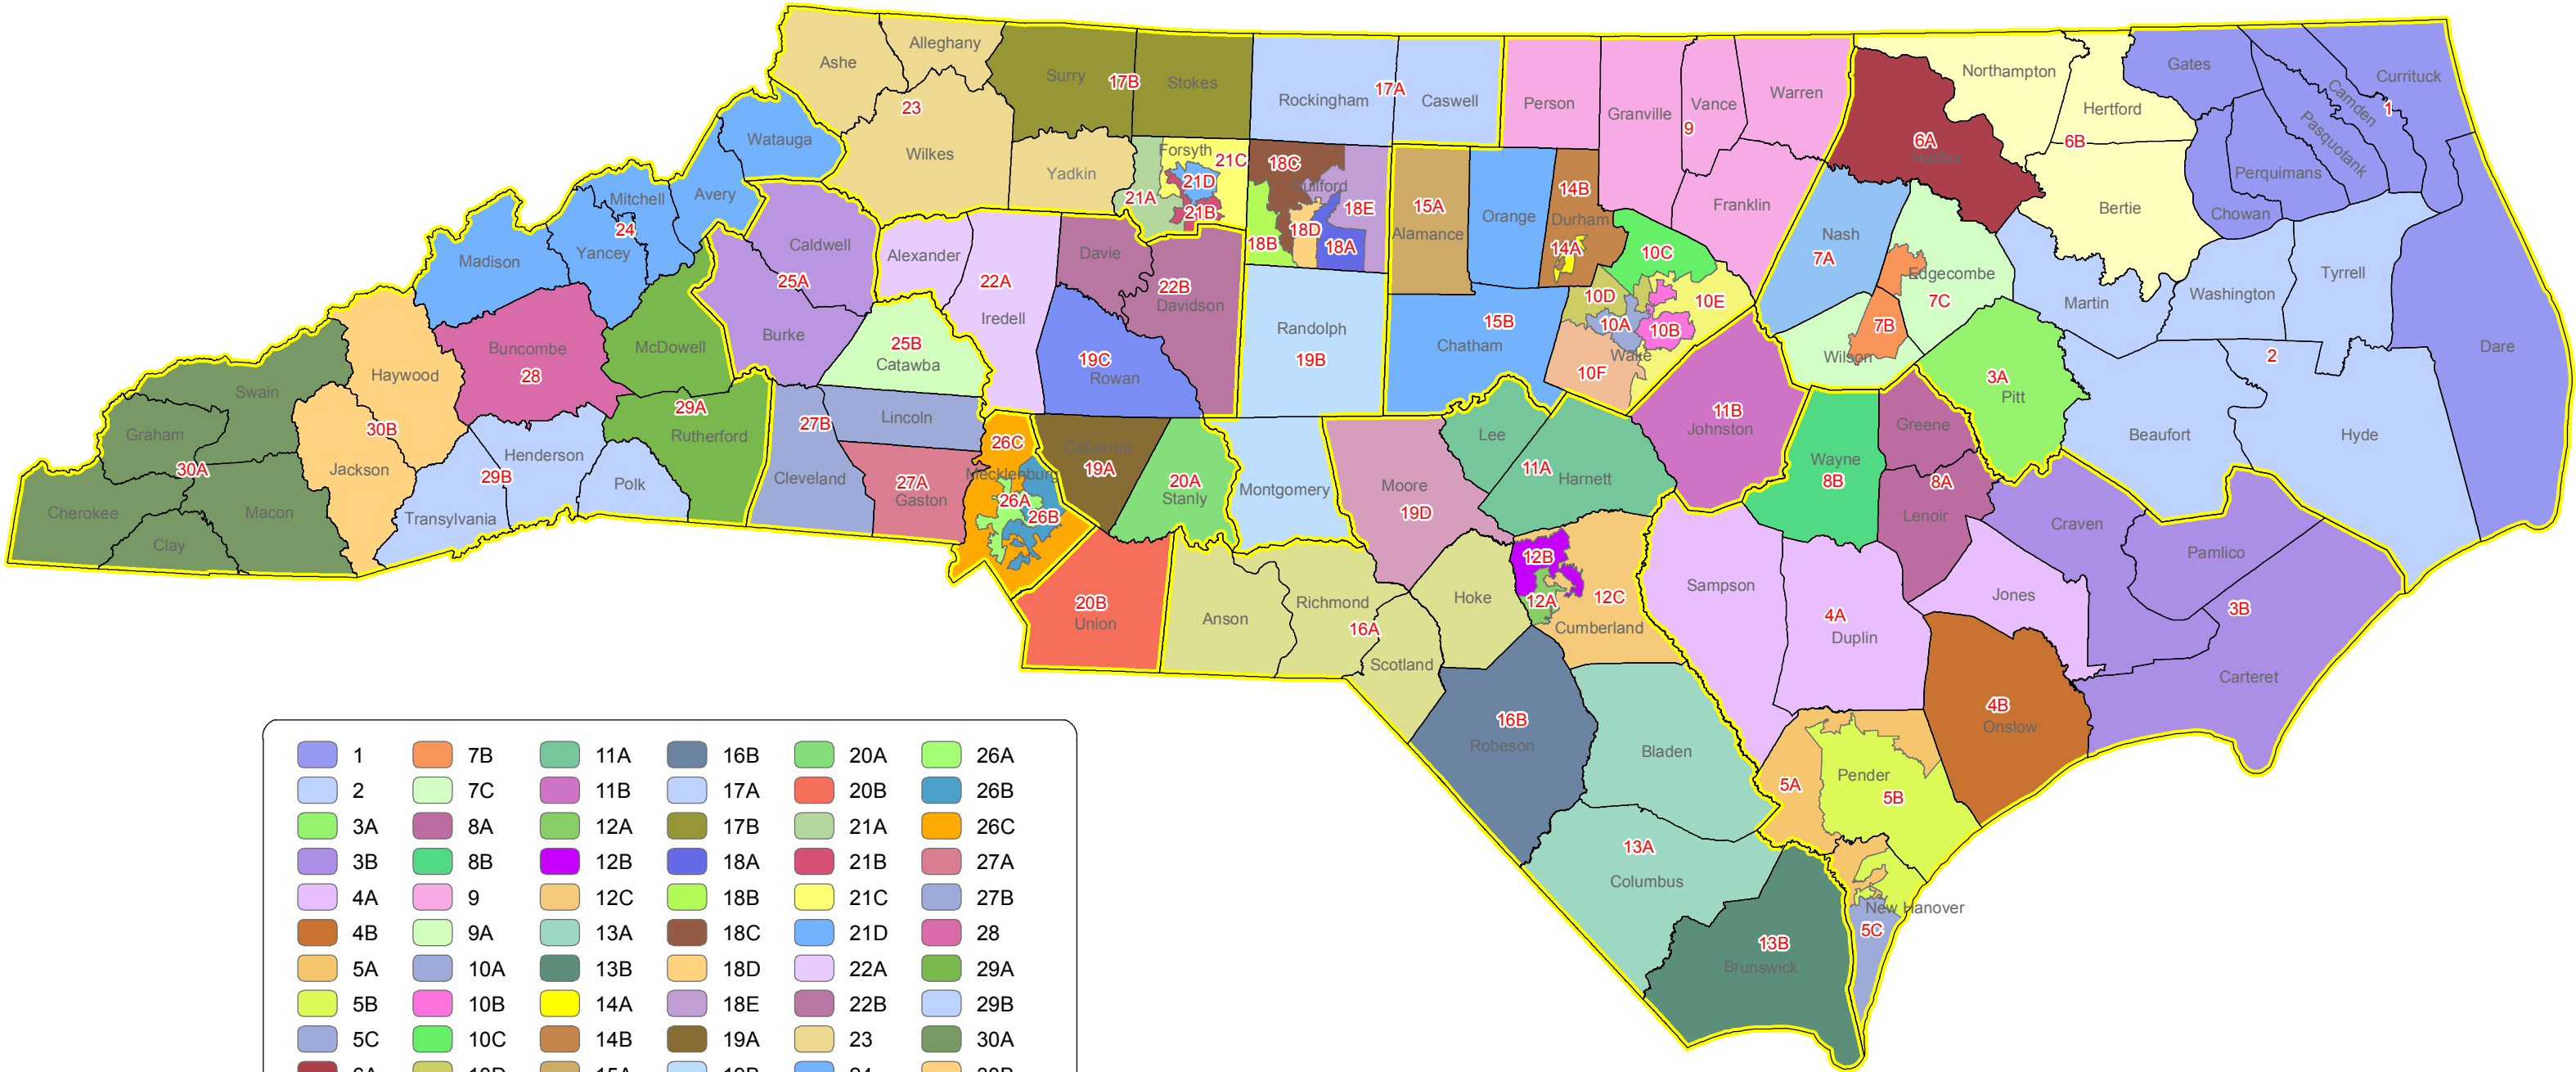 Ashe
Alleghany
Surry
17B
Stokes
Rockingham
17A
Caswell
Person
Granville
Vance
9
Warren
Northampton
Hertford
6B
Gates
Camden
Pasquotank
1
Currituck
Perquimans
Chowan
Bertie
6A
Halifax
Watauga
23
Wilkes
Yadkin
Forsyth
21C
21D
21A
21B
18C
Guilford
18E
18D
18B
18A
15A
Alamance
Orange
14B
Durham
14A
Franklin
10C
10D
10E
10A
10B
Wake
10F
Nash
7A
Edgecombe
7C
7B
Wilson
Martin
Washington
Tyrrell
Dare
2
Mitchell
Avery
24
Yancey
Madison
Caldwell
25A
Burke
Alexander
22A
Iredell
Davie
22B
Davidson
Randolph
19B
15B
Chatham
25B
Catawba
19C
Rowan
McDowell
Buncombe
28
Haywood
Swain
Graham
30A
30B
Jackson
Cherokee
Clay
Macon
29B
Henderson
Transylvania
Polk
29A
Rutherford
27B
Lincoln
Cleveland
27A
Gaston
26C
Mecklenburg
26A
26B
Cabarrus
19A
20A
Stanly
Montgomery
Moore
19D
Lee
11A
Harnett
11B
Johnston
Wayne
8B
Greene
8A
Lenoir
3A
Pitt
Beaufort
Hyde
Craven
Pamlico
3B
Carteret
Jones
20B
Union
Anson
Richmond
16A
Scotland
Hoke
12B
12A
12C
Cumberland
Sampson
4A
Duplin
4B
Onslow
16B
Robeson
Bladen
13A
Columbus
13B
Brunswick
5A
Pender
5B
New Hanover
5C
1 7B 11A 16B 20A 26A
2 7C 11B 17A 20B 26B
3A 8A 12A 17B 21A 26C
3B 8B 12B 18A 21B 27A
4A 9 12C 18B 21C 27B
4B 9A 13A 18C 21D 28
5A 10A 13B 18D 22A 29A
5B 10B 14A 18E 22B 29B
5C 10C 14B 19A 23 30A
6A 10D 15A 19B 24 30B